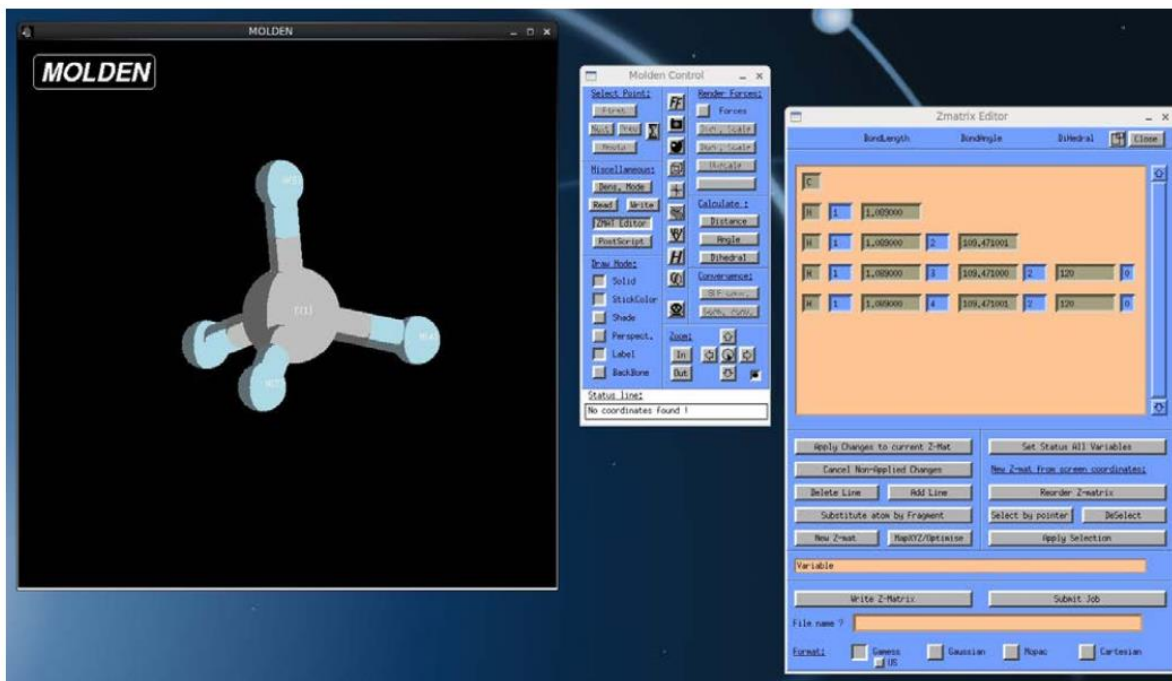 MOLDEN
MOLDEN
C(1)
Molden Control
Select Point:
First
Next
Miscellaneous:
Dens. Mode
Read Write
ZMAT Editor
PostScript
Draw Mode:
Solid
StickColor
Shade
Perspect.
Label
BackBone
Render Forces:
Forces
Calculate :
Distance
Angle
Dihedral
Convergence:
Zoom:
In
Out
Status line:
No coordinates found !
Zmatrix Editor
BondLength BondAngle DiHedral Close
C
H 1 1.089000
H 1 1.089000 2 109.471001
H 1 1.089000 3 109.471000 2 120 0
H 1 1.089000 4 109.471001 2 120 0
Apply Changes to current Z-Mat
Set Status All Variables
Cancel Non-Applied Changes
New Z-mat from screen coordinates:
Delete Line Add Line
Reorder Z-matrix
Substitute atom by Fragment
Select by pointer DeSelect
New Z-mat MapXYZ/Optimise
Apply Selection
Variable
Write Z-Matrix
Submit Job
File name ?
Format: Gamess Gaussian Mopac Cartesian
US